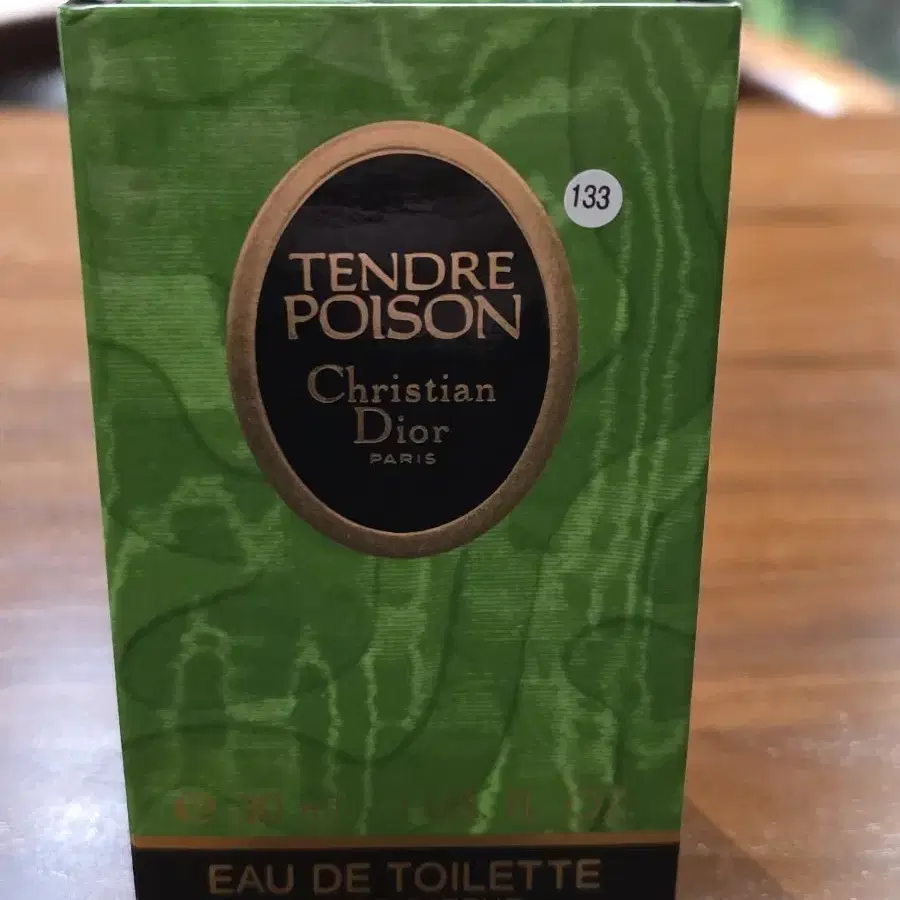 133
TENDRE
POISON
Christian
Dior
PARIS
EAU DE TOILETTE